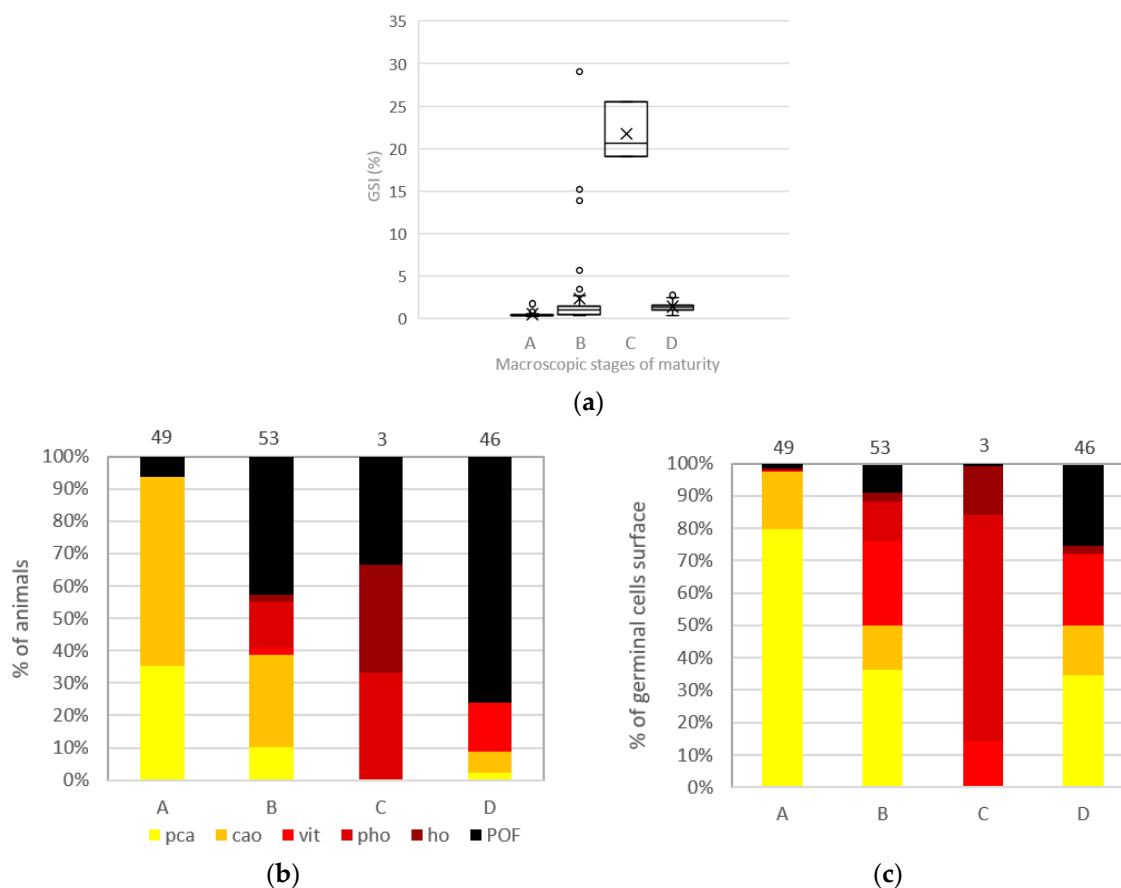 35
30
25
20
15
10
5
0
GSI (%)
A B C D
Macroscopic stages of maturity
(a)
49 53 3 46
100%
90%
80%
70%
60%
50%
40%
30%
20%
10%
0%
% of animals
A B C D
pca cao vit pho ho POF
(b)
49 53 3 46
100%
90%
80%
70%
60%
50%
40%
30%
20%
10%
0%
% of germinal cells surface
A B C D
(c)